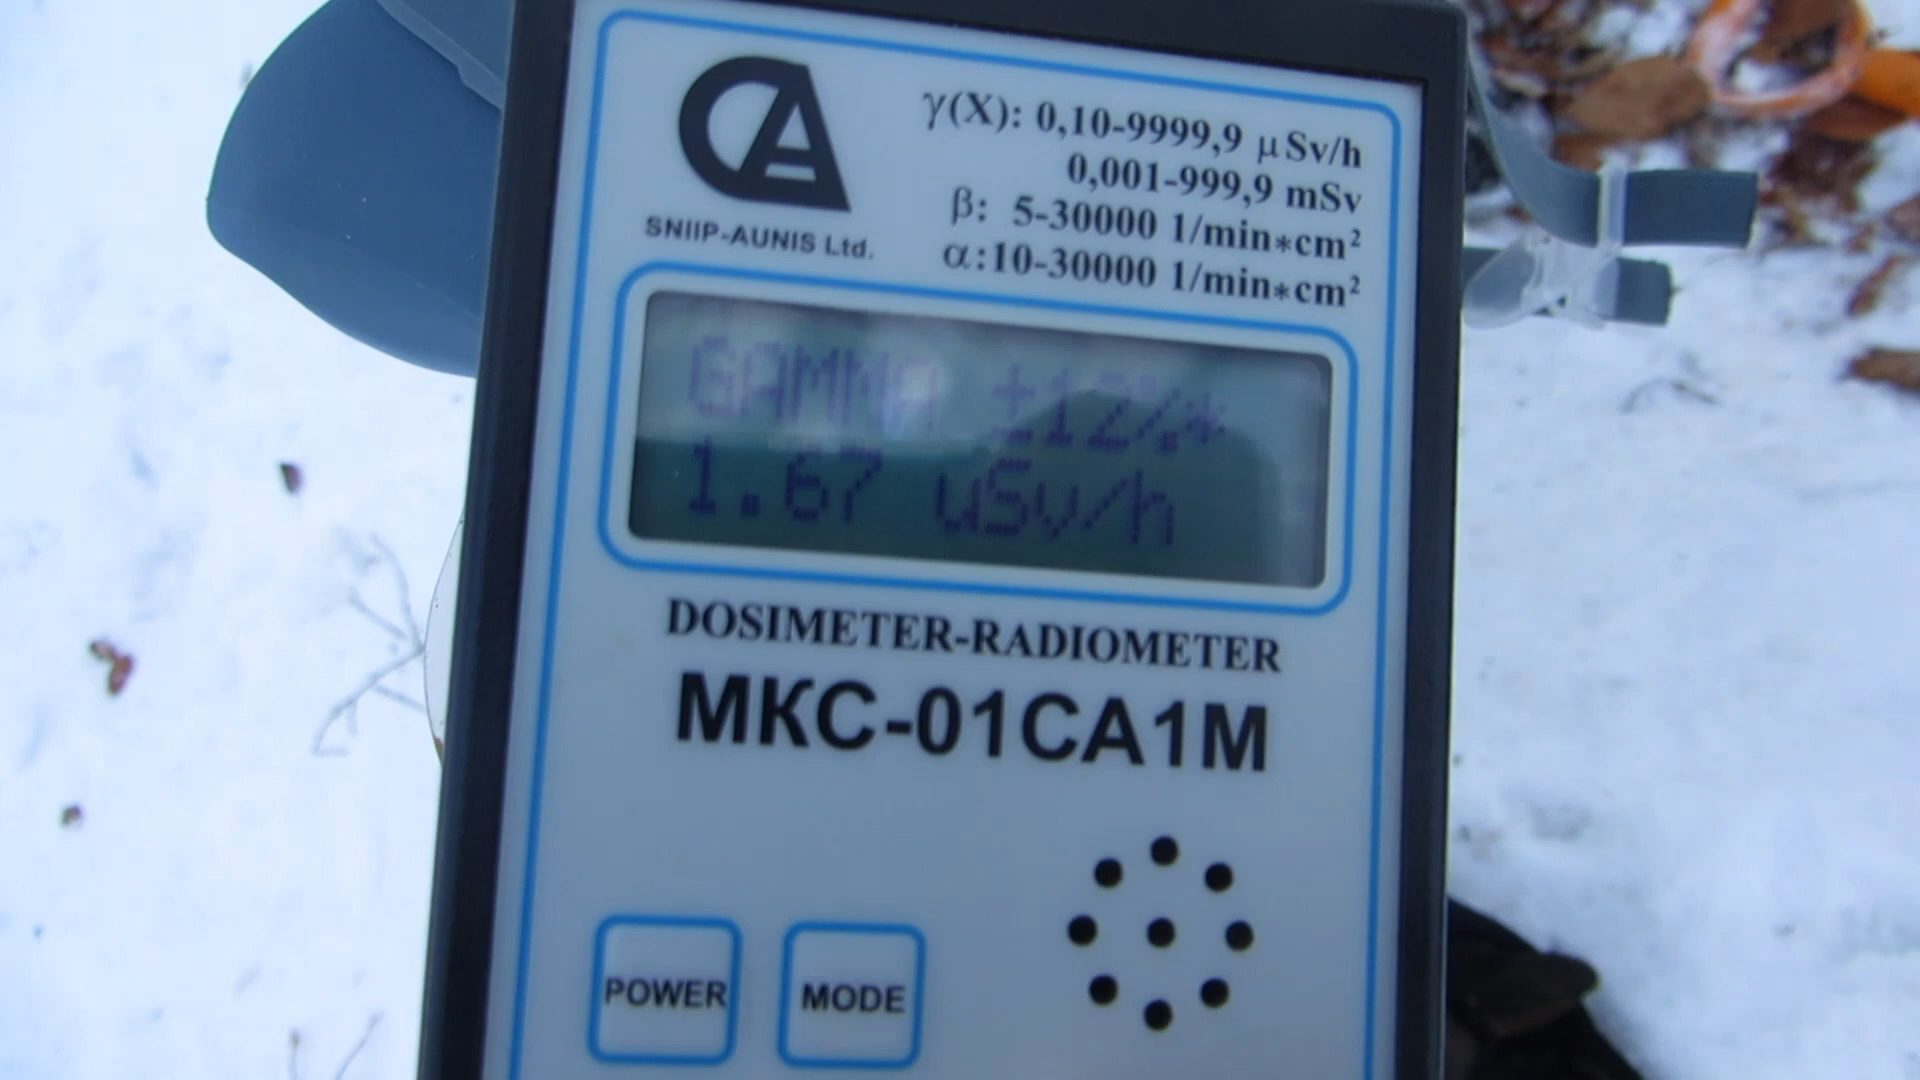 γ(X): 0,10-9999,9 μSv/h
0,001-999,9 mSv
β: 5-30000 1/min*cm²
α:10-30000 1/min*cm²
SNIIP-AUNIS Ltd.
GAMMA ±12%*
1.67 uSv/h
DOSIMETER-RADIOMETER
МКС-01СА1М
POWER
MODE